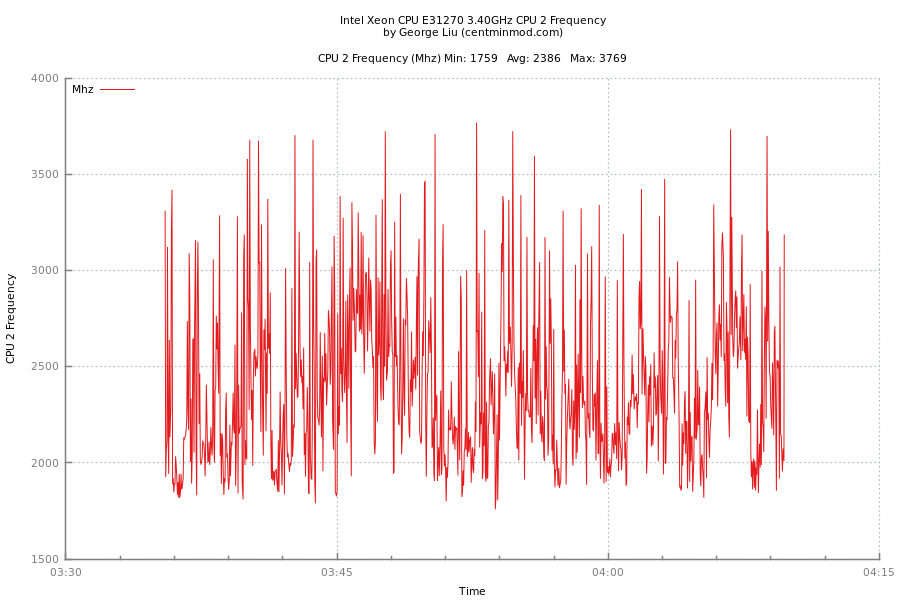 Intel Xeon CPU E31270 3.40GHz CPU 2 Frequency
by George Liu (centminmod.com)
CPU 2 Frequency (Mhz) Min: 1759 Avg: 2386 Max: 3769
4000
Mhz
3500
3000
CPU 2 Frequency
2500
2000
1500
03:30 03:45 04:00 04:15
Time